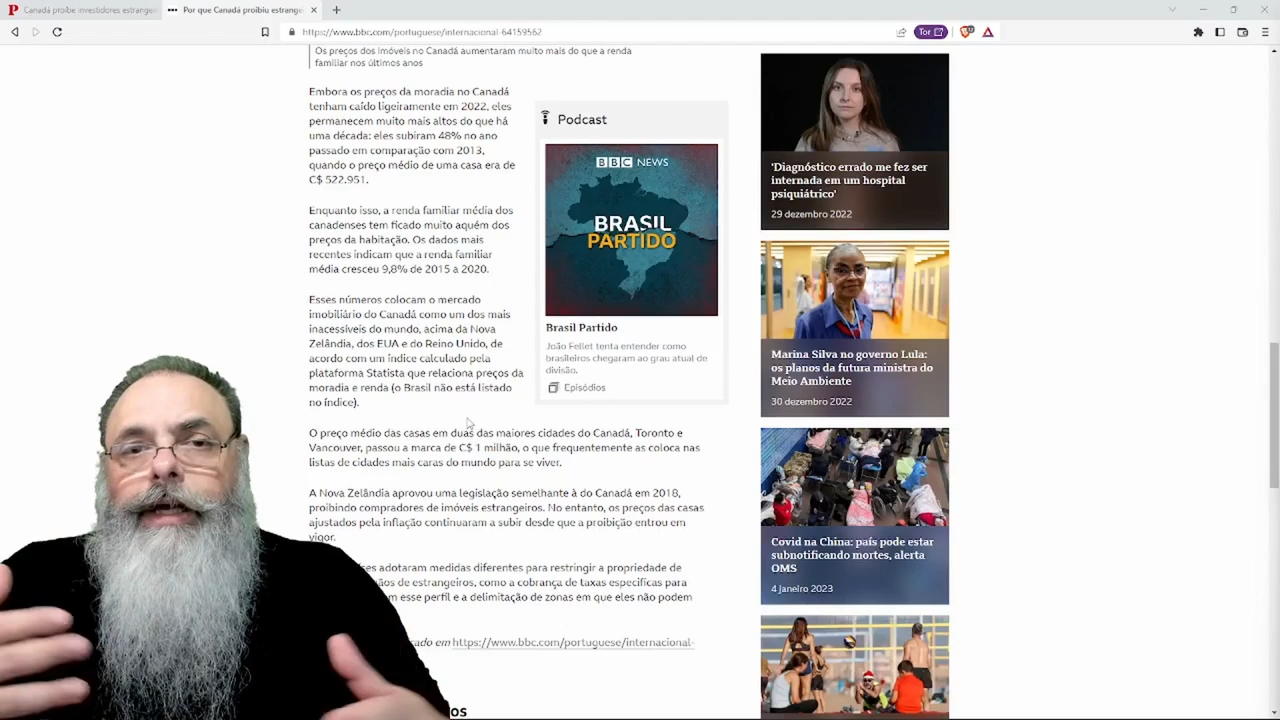 Canadá proíbe investidores estrange
Por que Canadá proibiu estrange
https://www.bbc.com/portuguese/internacional-64159562
Tor
Os preços dos imóveis no Canadá aumentaram muito mais do que a renda
familiar nos últimos anos
Embora os preços da moradia no Canadá
tenham caído ligeiramente em 2022, eles
permanecem muito mais altos do que há
uma década: eles subiram 48% no ano
passado em comparação com 2013,
quando o preço médio de uma casa era de
C$ 522.951.
Enquanto isso, a renda familiar média dos
canadenses tem ficado muito aquém dos
preços da habitação. Os dados mais
recentes indicam que a renda familiar
média cresceu 9,8% de 2015 a 2020.
Esses números colocam o mercado
imobiliário do Canadá como um dos mais
inacessíveis do mundo, acima da Nova
Zelândia, dos EUA e do Reino Unido, de
acordo com um índice calculado pela
plataforma Statista que relaciona preços da
moradia e renda (o Brasil não está listado
no índice).
O preço médio das casas em duas das maiores cidades do Canadá, Toronto e
Vancouver, passou a marca de C$ 1 milhão, o que frequentemente as coloca nas
listas de cidades mais caras do mundo para se viver.
A Nova Zelândia aprovou uma legislação semelhante à do Canadá em 2018,
proibindo compradores de imóveis estrangeiros. No entanto, os preços das casas
ajustados pela inflação continuaram a subir desde que a proibição entrou em
vigor.
ses adotaram medidas diferentes para restringir a propriedade de
ãos de estrangeiros, como a cobrança de taxas específicas para
m esse perfil e a delimitação de zonas em que eles não podem
cado em https://www.bbc.com/portuguese/internacional-
os
Podcast
BBC NEWS
BRASIL
PARTIDO
Brasil Partido
João Fellet tenta entender como
brasileiros chegaram ao grau atual de
divisão.
Episódios
'Diagnóstico errado me fez ser
internada em um hospital
psiquiátrico'
29 dezembro 2022
Marina Silva no governo Lula:
os planos da futura ministra do
Meio Ambiente
30 dezembro 2022
Covid na China: país pode estar
subnotificando mortes, alerta
OMS
4 janeiro 2023